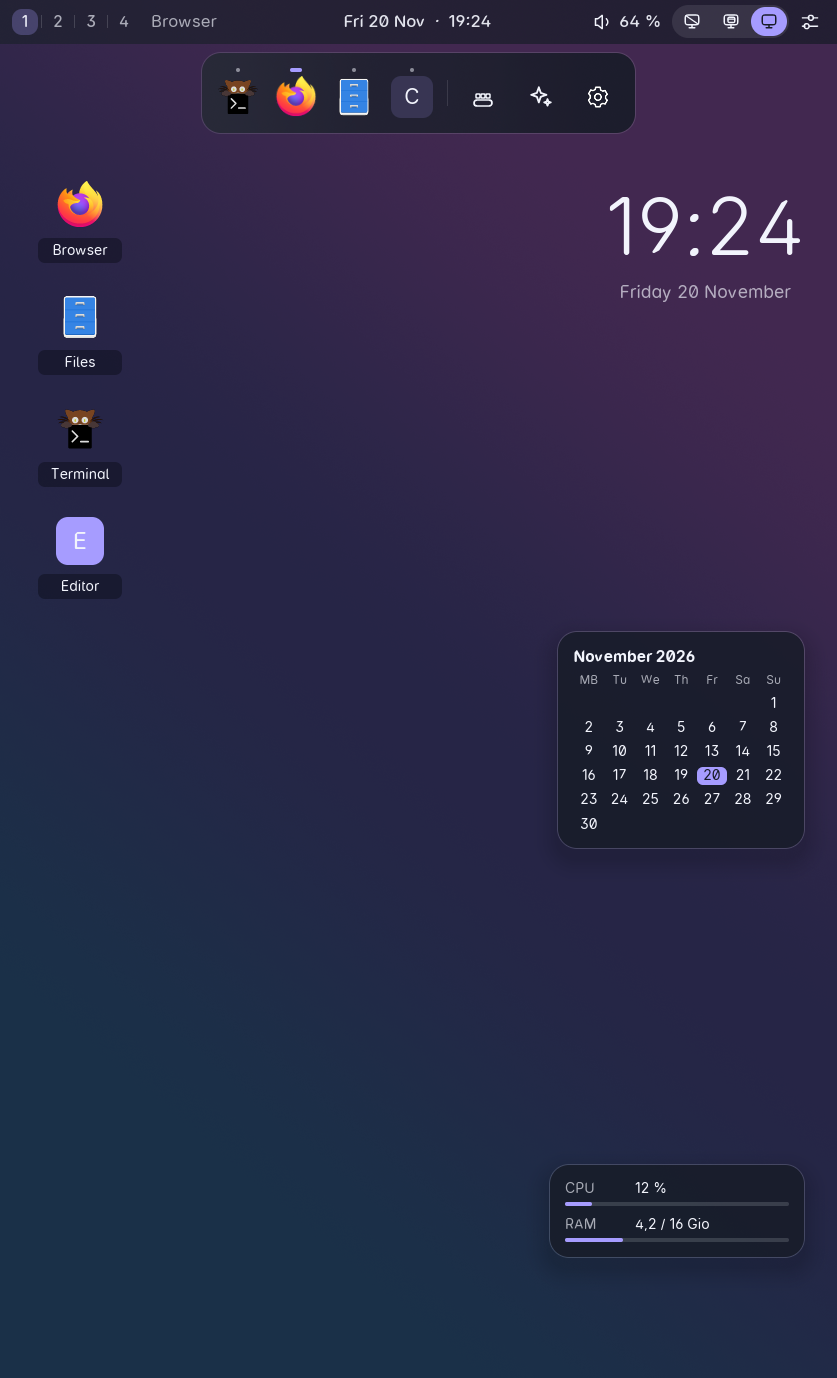 1 2 3 4 Browser Fri 20 Nov · 19:24 64 %
C
Browser
Files
Terminal
E
Editor
19:24
Friday 20 November
November 2026
MB Tu We Th Fr Sa Su
1
2 3 4 5 6 7 8
9 10 11 12 13 14 15
16 17 18 19 20 21 22
23 24 25 26 27 28 29
30
CPU 12 %
RAM 4,2 / 16 Gio